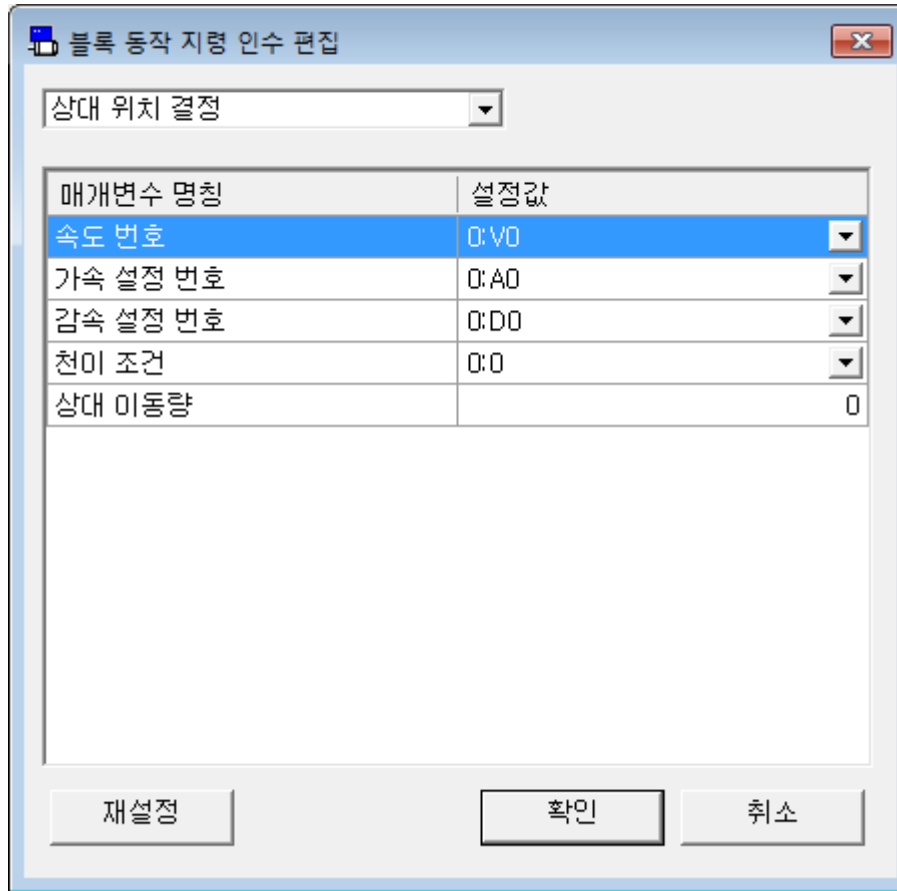 블록 동작 지령 인수 편집
상대 위치 결정
매개변수 명칭 설정값
속도 번호 0:V0
가속 설정 번호 0:A0
감속 설정 번호 0:D0
천이 조건 0:0
상대 이동량 0
재설정 확인 취소